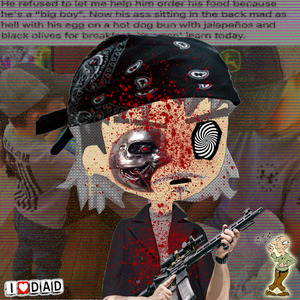 He refused to let me help him order his food because
he's a "big boy". Now his ass sitting in the back mad as
hell with his egg on a hot dog bun with jalapeños and
black olives for breakfast. learn today.
I ❤ DAD